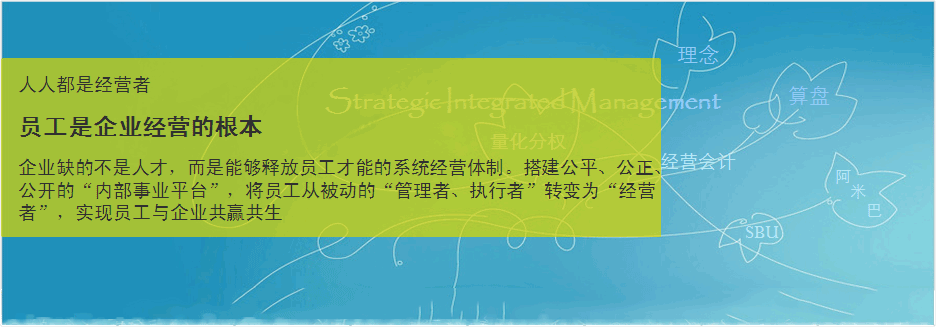 人人都是经营者
员工是企业经营的根本
企业缺的不是人才，而是能够释放员工才能的系统经营体制。搭建公平、公正、
公开的“内部事业平台”，将员工从被动的“管理者、执行者”转变为“经营
者”，实现员工与企业共赢共生
Strategic Integrated Management
理念
算盘
量化分权
经营会计
阿
米
巴
SBU